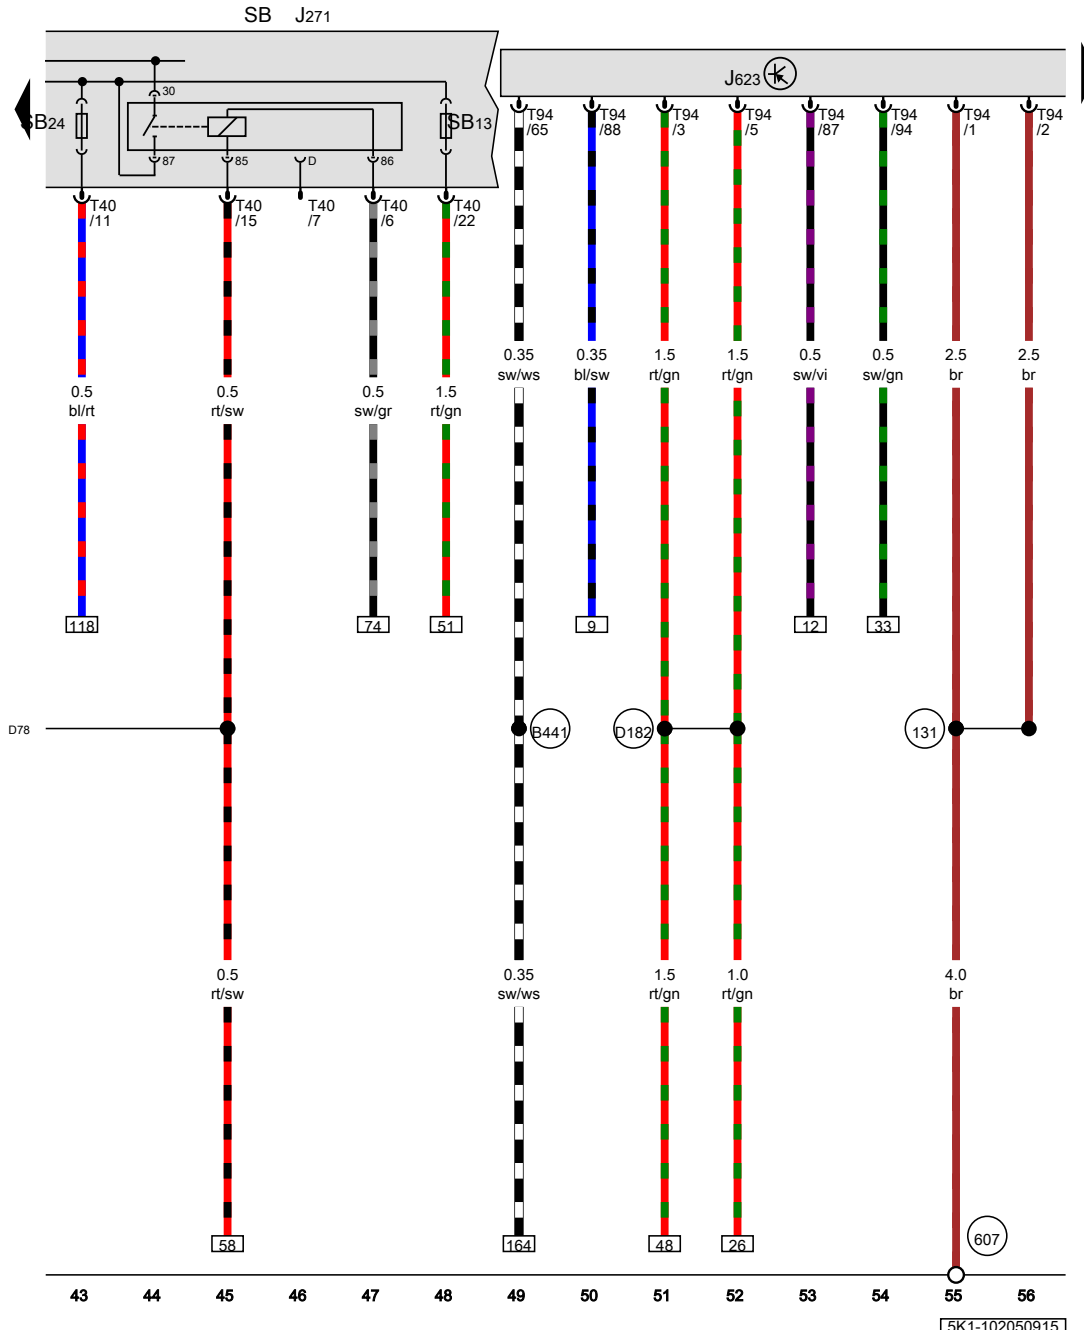 SB J271
J623
SB24
30
SB13
87 85 D 86
T40 /11
T40 /15
T40 /7
T40 /6
T40 /22
T94 /65
T94 /88
T94 /3
T94 /5
T94 /87
T94 /94
T94 /1
T94 /2
0.35 sw/ws
0.35 bl/sw
1.5 rt/gn
1.5 rt/gn
0.5 sw/vi
0.5 sw/gn
2.5 br
2.5 br
0.5 bl/rt
0.5 rt/sw
0.5 sw/gr
1.5 rt/gn
118 74 51 9 12 33
D78 B441 D182 131
0.5 rt/sw
0.35 sw/ws
1.5 rt/gn
1.0 rt/gn
4.0 br
607
58 164 48 26
43 44 45 46 47 48 49 50 51 52 53 54 55 56
5K1-102050915